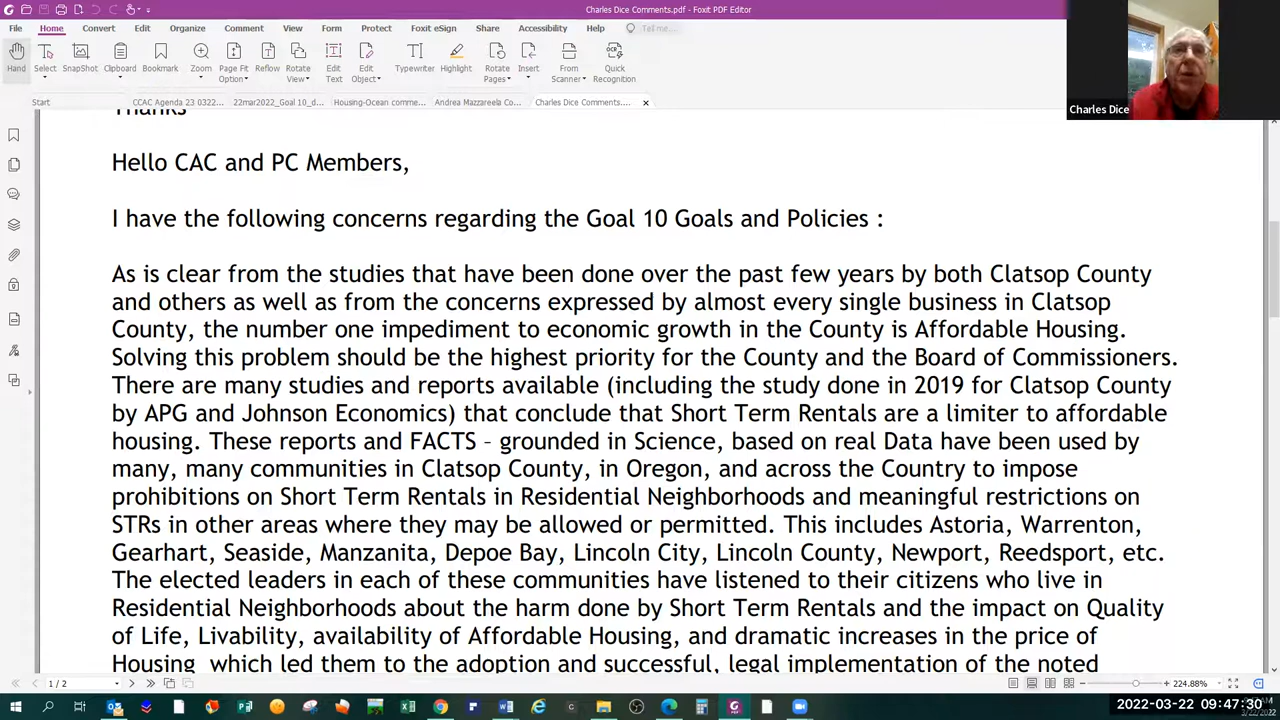 Charles Dice Comments.pdf - Foxit PDF Editor
File Home Convert Edit Organize Comment View Form Protect Foxit eSign Share Accessibility Help Tell me...
Hand Select SnapShot Clipboard Bookmark Zoom Page Fit Option Reflow Rotate View Edit Text Edit Object Typewriter Highlight Rotate Pages Insert From Scanner OCR Quick Recognition
Start CCAC Agenda 23 0322... 22mar2022_Goal 10_d... Housing-Ocean comme... Andrea Mazzareela Co... Charles Dice Comments....
Charles Dice
Thanks
Hello CAC and PC Members,
I have the following concerns regarding the Goal 10 Goals and Policies :
As is clear from the studies that have been done over the past few years by both Clatsop County
and others as well as from the concerns expressed by almost every single business in Clatsop
County, the number one impediment to economic growth in the County is Affordable Housing.
Solving this problem should be the highest priority for the County and the Board of Commissioners.
There are many studies and reports available (including the study done in 2019 for Clatsop County
by APG and Johnson Economics) that conclude that Short Term Rentals are a limiter to affordable
housing. These reports and FACTS – grounded in Science, based on real Data have been used by
many, many communities in Clatsop County, in Oregon, and across the Country to impose
prohibitions on Short Term Rentals in Residential Neighborhoods and meaningful restrictions on
STRs in other areas where they may be allowed or permitted. This includes Astoria, Warrenton,
Gearhart, Seaside, Manzanita, Depoe Bay, Lincoln City, Lincoln County, Newport, Reedsport, etc.
The elected leaders in each of these communities have listened to their citizens who live in
Residential Neighborhoods about the harm done by Short Term Rentals and the impact on Quality
of Life, Livability, availability of Affordable Housing, and dramatic increases in the price of
Housing which led them to the adoption and successful, legal implementation of the noted
1 / 2
224.88%
2022-03-22 09:47:30